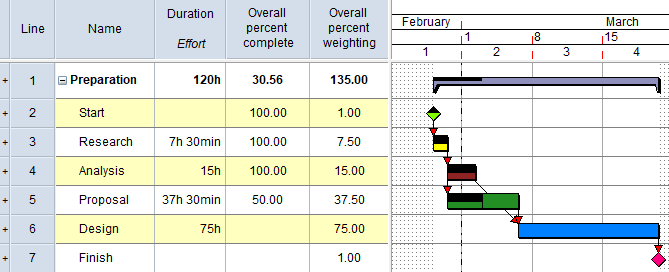 Line Name Duration Effort Overall percent complete Overall percent weighting
February March
1 8 15
1 2 3 4
+ 1 Preparation 120h 30.56 135.00
+ 2 Start 100.00 1.00
+ 3 Research 7h 30min 100.00 7.50
+ 4 Analysis 15h 100.00 15.00
+ 5 Proposal 37h 30min 50.00 37.50
+ 6 Design 75h 75.00
+ 7 Finish 1.00